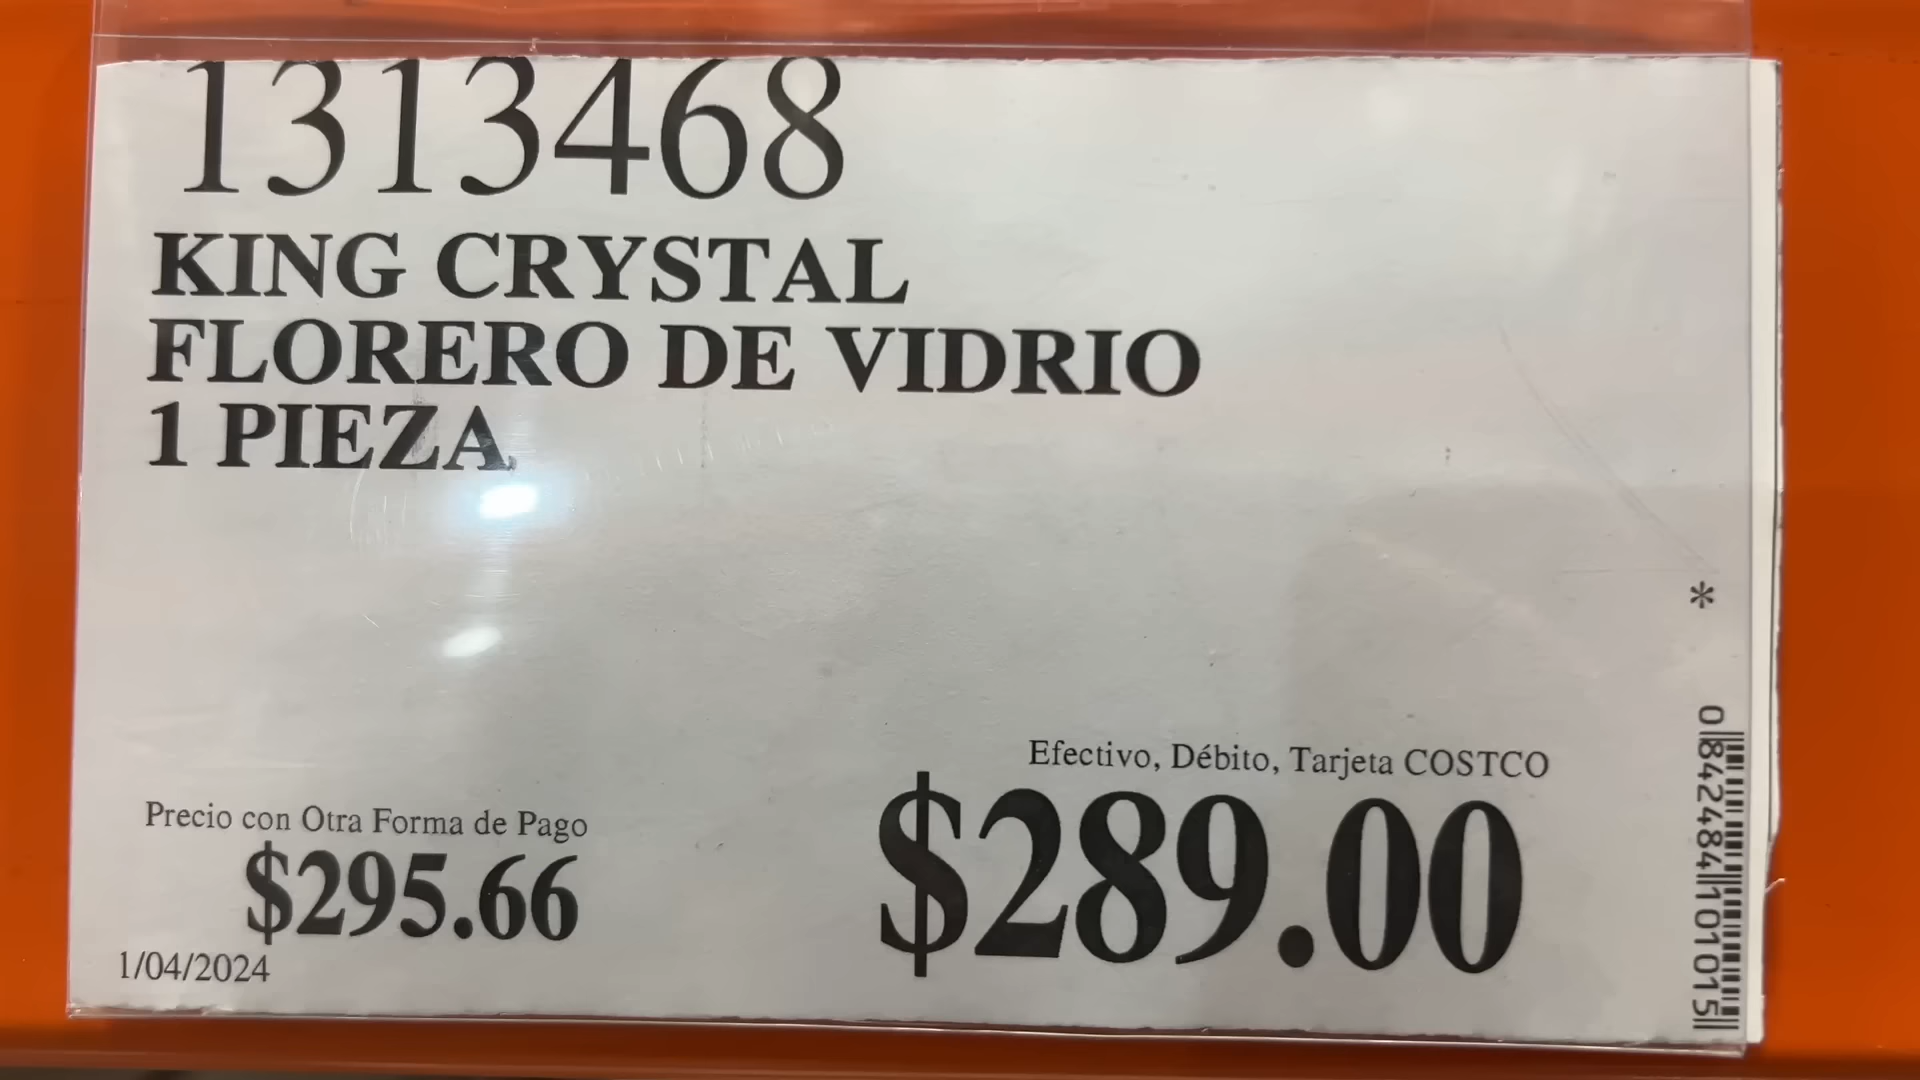 1313468
KING CRYSTAL
FLORERO DE VIDRIO
1 PIEZA
*
Efectivo, Débito, Tarjeta COSTCO
$289.00
Precio con Otra Forma de Pago
$295.66
1/04/2024
0842484101015